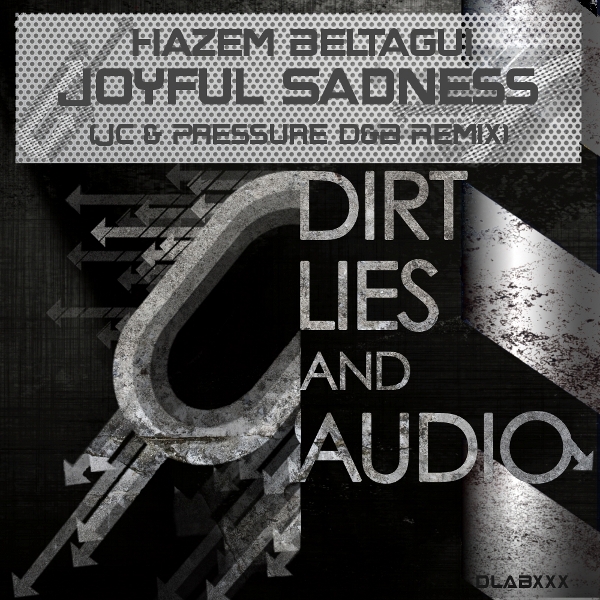 HAZEM BELTAGUI
JOYFUL SADNESS
(JC & PRESSURE D&B REMIX)
DIRT
LIES
AND
AUDIO
DLABXXX